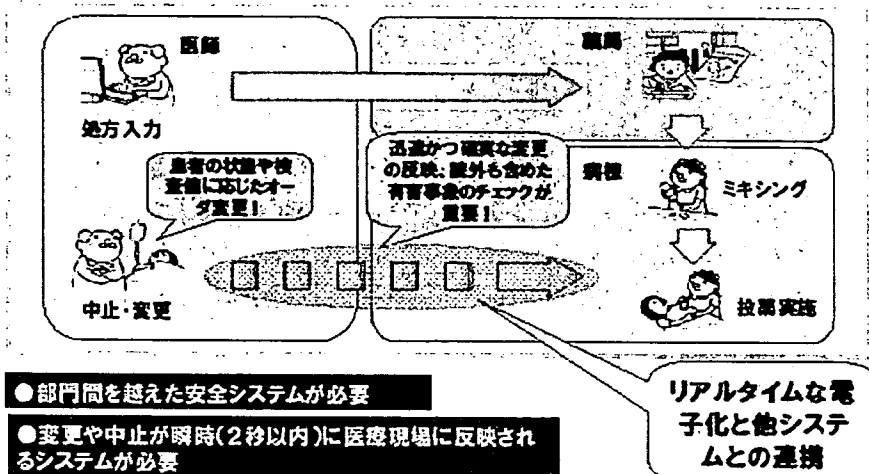 医師
薬局
処方入力
患者の状態や検
査値に応じたオー
ダ変更!
迅速かつ確実な変更
の反映、院外も含めた
有害事象のチェックが
重要!
病棟
ミキシング
中止・変更
投薬実施
●部門間を越えた安全システムが必要
●変更や中止が瞬時(2秒以内)に医療現場に反映され
るシステムが必要
リアルタイムな電
子化と他システ
ムとの連携